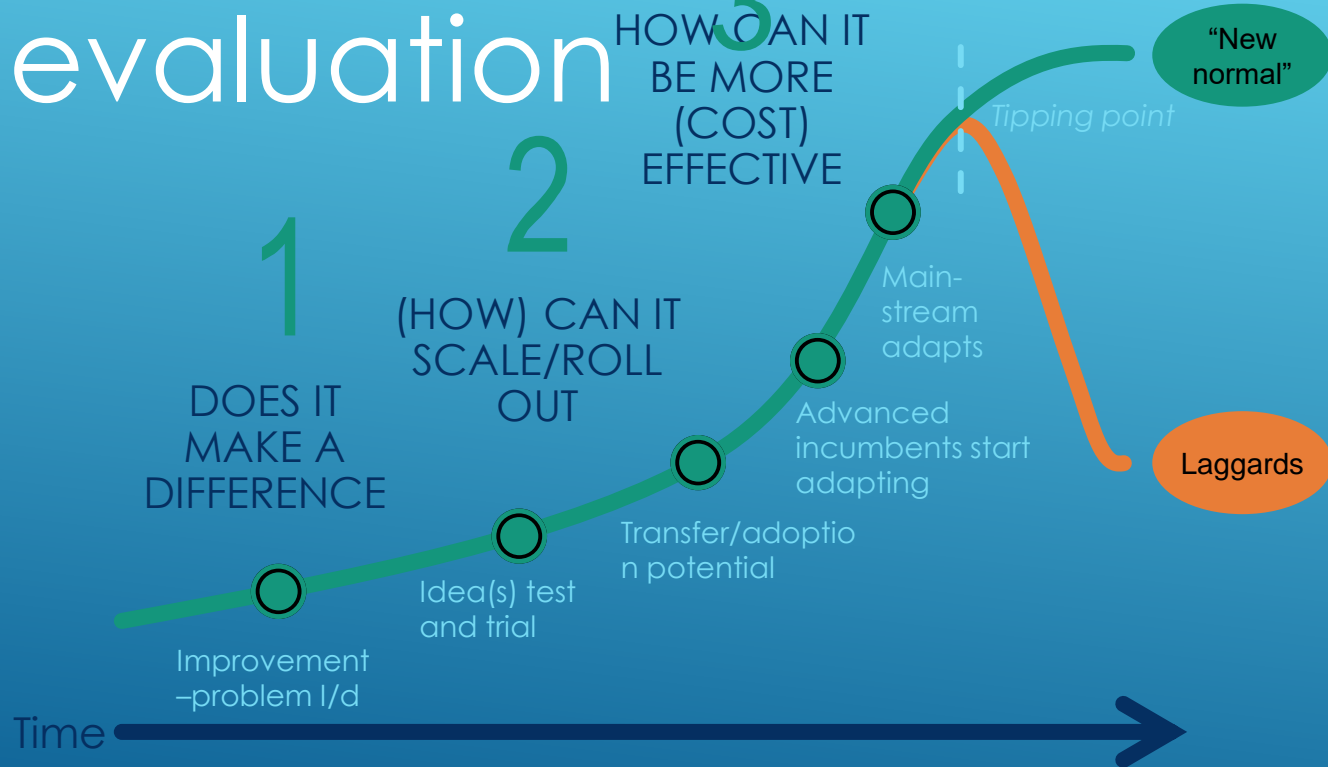 evaluation
1
DOES IT
MAKE A
DIFFERENCE
2
(HOW) CAN IT
SCALE/ROLL
OUT
3
HOW CAN IT
BE MORE
(COST)
EFFECTIVE
Improvement
–problem I/d
Idea(s) test
and trial
Transfer/adoptio
n potential
Advanced
incumbents start
adapting
Main-
stream
adapts
Tipping point
“New
normal”
Laggards
Time